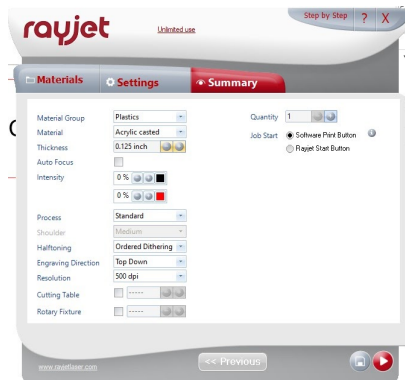 rayjet
Unlimited use
Step by Step ? X
Materials Settings Summary
Material Group Plastics Quantity 1
Material Acrylic casted Job Start Software Print Button
Thickness 0.125 inch Rayjet Start Button
Auto Focus
Intensity 0 %
0 %
Process Standard
Shoulder Medium
Halftoning Ordered Dithering
Engraving Direction Top Down
Resolution 500 dpi
Cutting Table -----
Rotary Fixture -----
www.rayjetlaser.com << Previous